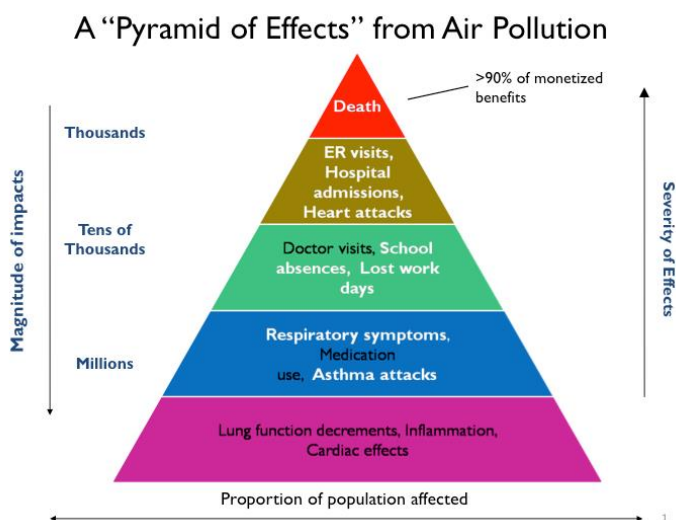 A “Pyramid of Effects” from Air Pollution
>90% of monetized
benefits
Death
Thousands
ER visits,
Hospital
admissions,
Heart attacks
Magnitude of impacts
Tens of
Thousands
Severity of Effects
Doctor visits, School
absences, Lost work
days
Millions
Respiratory symptoms,
Medication
use, Asthma attacks
Lung function decrements, Inflammation,
Cardiac effects
Proportion of population affected
1